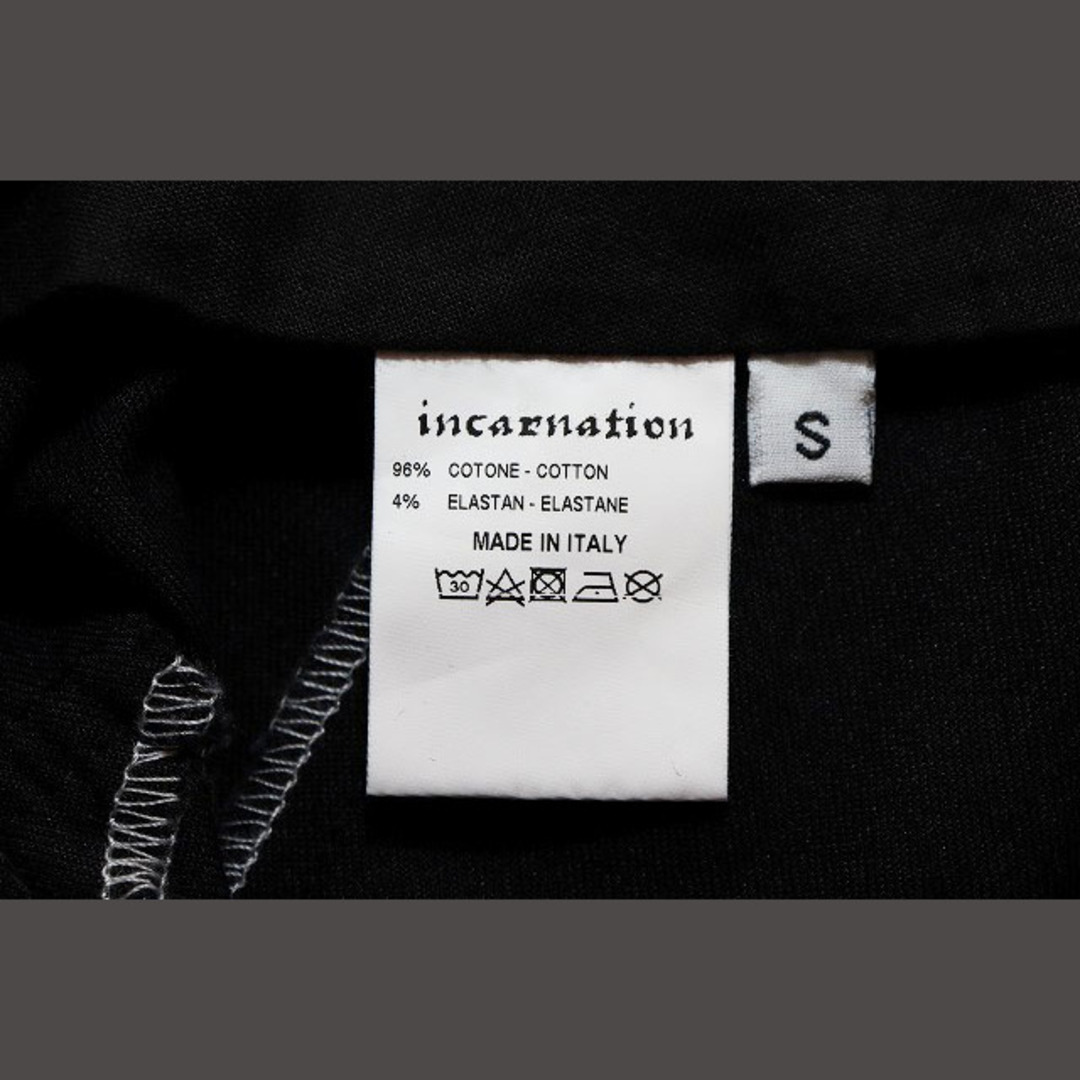 incarnation
96% COTONE - COTTON
4% ELASTAN - ELASTANE
MADE IN ITALY
30
S